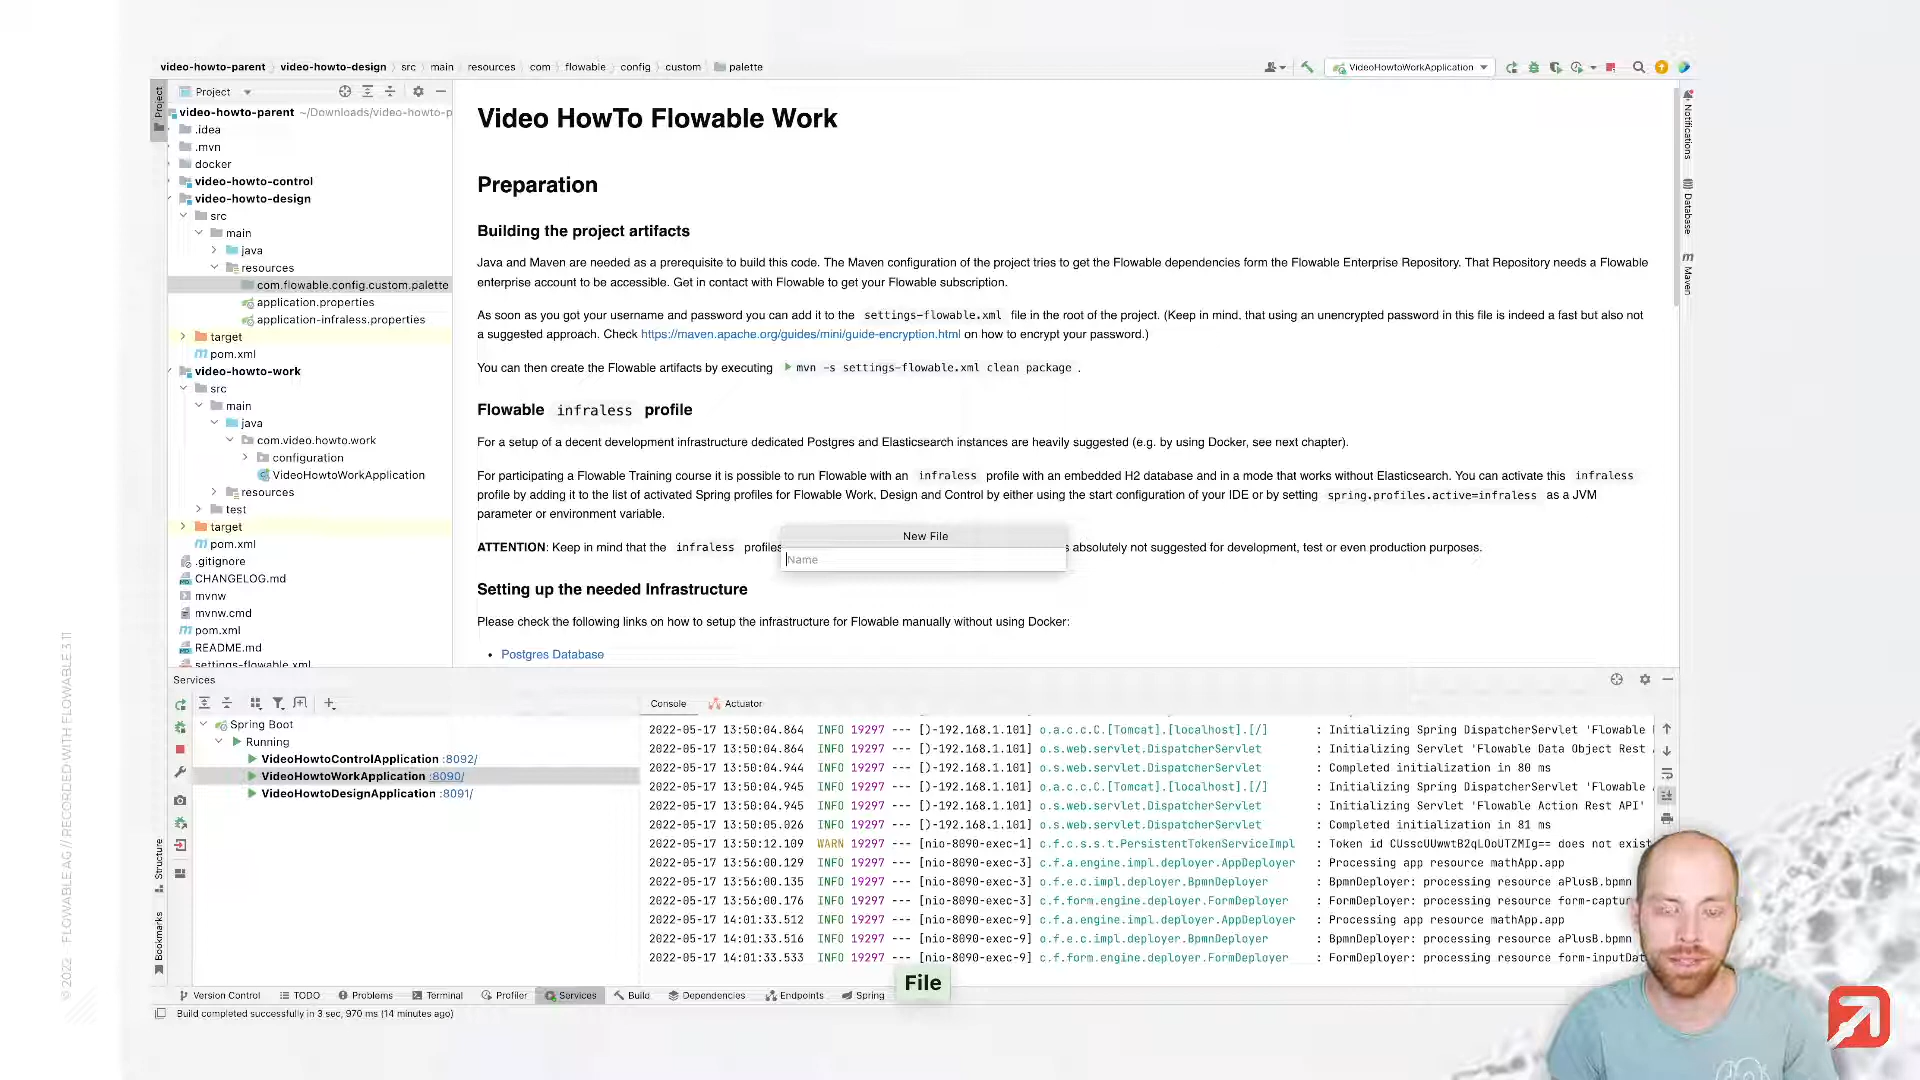 video-howto-parent video-howto-design src main resources com flowable config custom palette
VideoHowtoWorkApplication
Project
Project
video-howto-parent ~/Downloads/video-howto-p
.idea
.mvn
docker
video-howto-control
video-howto-design
src
main
java
resources
com.flowable.config.custom.palette
application.properties
application-infraless.properties
target
pom.xml
video-howto-work
src
main
java
com.video.howto.work
configuration
VideoHowtoWorkApplication
resources
test
target
pom.xml
.gitignore
CHANGELOG.md
mvnw
mvnw.cmd
pom.xml
README.md
settings-flowable.xml
Video HowTo Flowable Work
Preparation
Building the project artifacts
Java and Maven are needed as a prerequisite to build this code. The Maven configuration of the project tries to get the Flowable dependencies form the Flowable Enterprise Repository. That Repository needs a Flowable
enterprise account to be accessible. Get in contact with Flowable to get your Flowable subscription.
As soon as you got your username and password you can add it to the settings-flowable.xml file in the root of the project. (Keep in mind, that using an unencrypted password in this file is indeed a fast but also not
a suggested approach. Check https://maven.apache.org/guides/mini/guide-encryption.html on how to encrypt your password.)
You can then create the Flowable artifacts by executing mvn -s settings-flowable.xml clean package .
Flowable infraless profile
For a setup of a decent development infrastructure dedicated Postgres and Elasticsearch instances are heavily suggested (e.g. by using Docker, see next chapter).
For participating a Flowable Training course it is possible to run Flowable with an infraless profile with an embedded H2 database and in a mode that works without Elasticsearch. You can activate this infraless
profile by adding it to the list of activated Spring profiles for Flowable Work, Design and Control by either using the start configuration of your IDE or by setting spring.profiles.active=infraless as a JVM
parameter or environment variable.
ATTENTION: Keep in mind that the infraless profiles absolutely not suggested for development, test or even production purposes.
New File
Name
Setting up the needed Infrastructure
Please check the following links on how to setup the infrastructure for Flowable manually without using Docker:
• Postgres Database
Notifications
Database
Maven
Services
Spring Boot
Running
VideoHowtoControlApplication :8092/
VideoHowtoWorkApplication :8090/
VideoHowtoDesignApplication :8091/
Console Actuator
2022-05-17 13:50:04.864 INFO 19297 --- [)-192.168.1.101] o.a.c.c.C.[Tomcat].[localhost].[/] : Initializing Spring DispatcherServlet 'Flowable
2022-05-17 13:50:04.864 INFO 19297 --- [)-192.168.1.101] o.s.web.servlet.DispatcherServlet : Initializing Servlet 'Flowable Data Object Rest
2022-05-17 13:50:04.944 INFO 19297 --- [)-192.168.1.101] o.s.web.servlet.DispatcherServlet : Completed initialization in 80 ms
2022-05-17 13:50:04.945 INFO 19297 --- [)-192.168.1.101] o.a.c.c.C.[Tomcat].[localhost].[/] : Initializing Spring DispatcherServlet 'Flowable
2022-05-17 13:50:04.945 INFO 19297 --- [)-192.168.1.101] o.s.web.servlet.DispatcherServlet : Initializing Servlet 'Flowable Action Rest API'
2022-05-17 13:50:05.026 INFO 19297 --- [)-192.168.1.101] o.s.web.servlet.DispatcherServlet : Completed initialization in 81 ms
2022-05-17 13:50:12.109 WARN 19297 --- [nio-8090-exec-1] c.f.c.s.s.t.PersistentTokenServiceImpl : Token id CUsscUUwwtB2qLOoUTZMIg== does not exist
2022-05-17 13:56:00.129 INFO 19297 --- [nio-8090-exec-3] c.f.a.engine.impl.deployer.AppDeployer : Processing app resource mathApp.app
2022-05-17 13:56:00.135 INFO 19297 --- [nio-8090-exec-3] o.f.e.c.impl.deployer.BpmnDeployer : BpmnDeployer: processing resource aPlusB.bpmn
2022-05-17 13:56:00.176 INFO 19297 --- [nio-8090-exec-3] c.f.form.engine.deployer.FormDeployer : FormDeployer: processing resource form-captur
2022-05-17 14:01:33.512 INFO 19297 --- [nio-8090-exec-9] c.f.a.engine.impl.deployer.AppDeployer : Processing app resource mathApp.app
2022-05-17 14:01:33.516 INFO 19297 --- [nio-8090-exec-9] o.f.e.c.impl.deployer.BpmnDeployer : BpmnDeployer: processing resource aPlusB.bpmn
2022-05-17 14:01:33.533 INFO 19297 --- [nio-8090-exec-9] c.f.form.engine.deployer.FormDeployer : FormDeployer: processing resource form-inputDat
Structure
Bookmarks
File
Version Control TODO Problems Terminal Profiler Services Build Dependencies Endpoints Spring
Build completed successfully in 3 sec, 970 ms (14 minutes ago)
© 2022 FLOWABLE AG // RECORDED WITH FLOWABLE 3.11